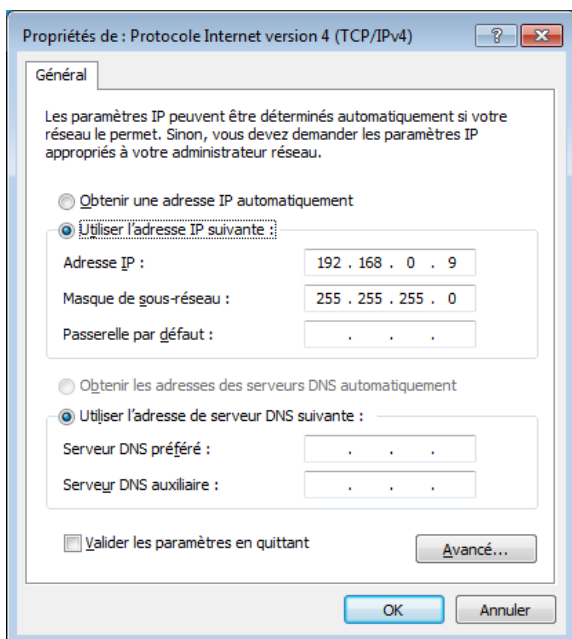 Propriétés de : Protocole Internet version 4 (TCP/IPv4)
Général
Les paramètres IP peuvent être déterminés automatiquement si votre
réseau le permet. Sinon, vous devez demander les paramètres IP
appropriés à votre administrateur réseau.
Obtenir une adresse IP automatiquement
Utiliser l'adresse IP suivante :
Adresse IP : 192 . 168 . 0 . 9
Masque de sous-réseau : 255 . 255 . 255 . 0
Passerelle par défaut : . . .
Obtenir les adresses des serveurs DNS automatiquement
Utiliser l'adresse de serveur DNS suivante :
Serveur DNS préféré : . . .
Serveur DNS auxiliaire : . . .
Valider les paramètres en quittant
Avancé...
OK Annuler